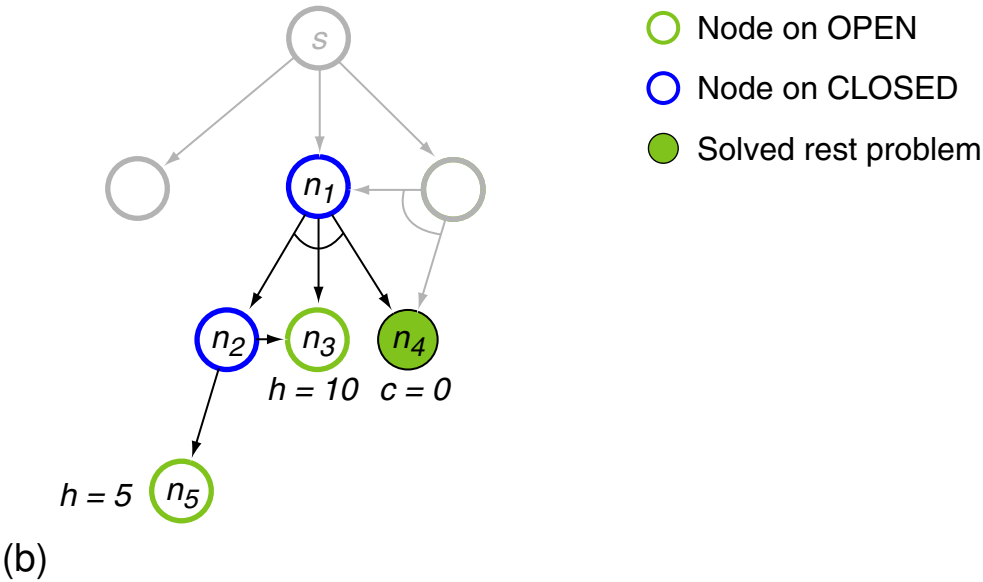 s
Node on OPEN
Node on CLOSED
Solved rest problem
n1
n2
n3
n4
h = 10
c = 0
h = 5
n5
(b)